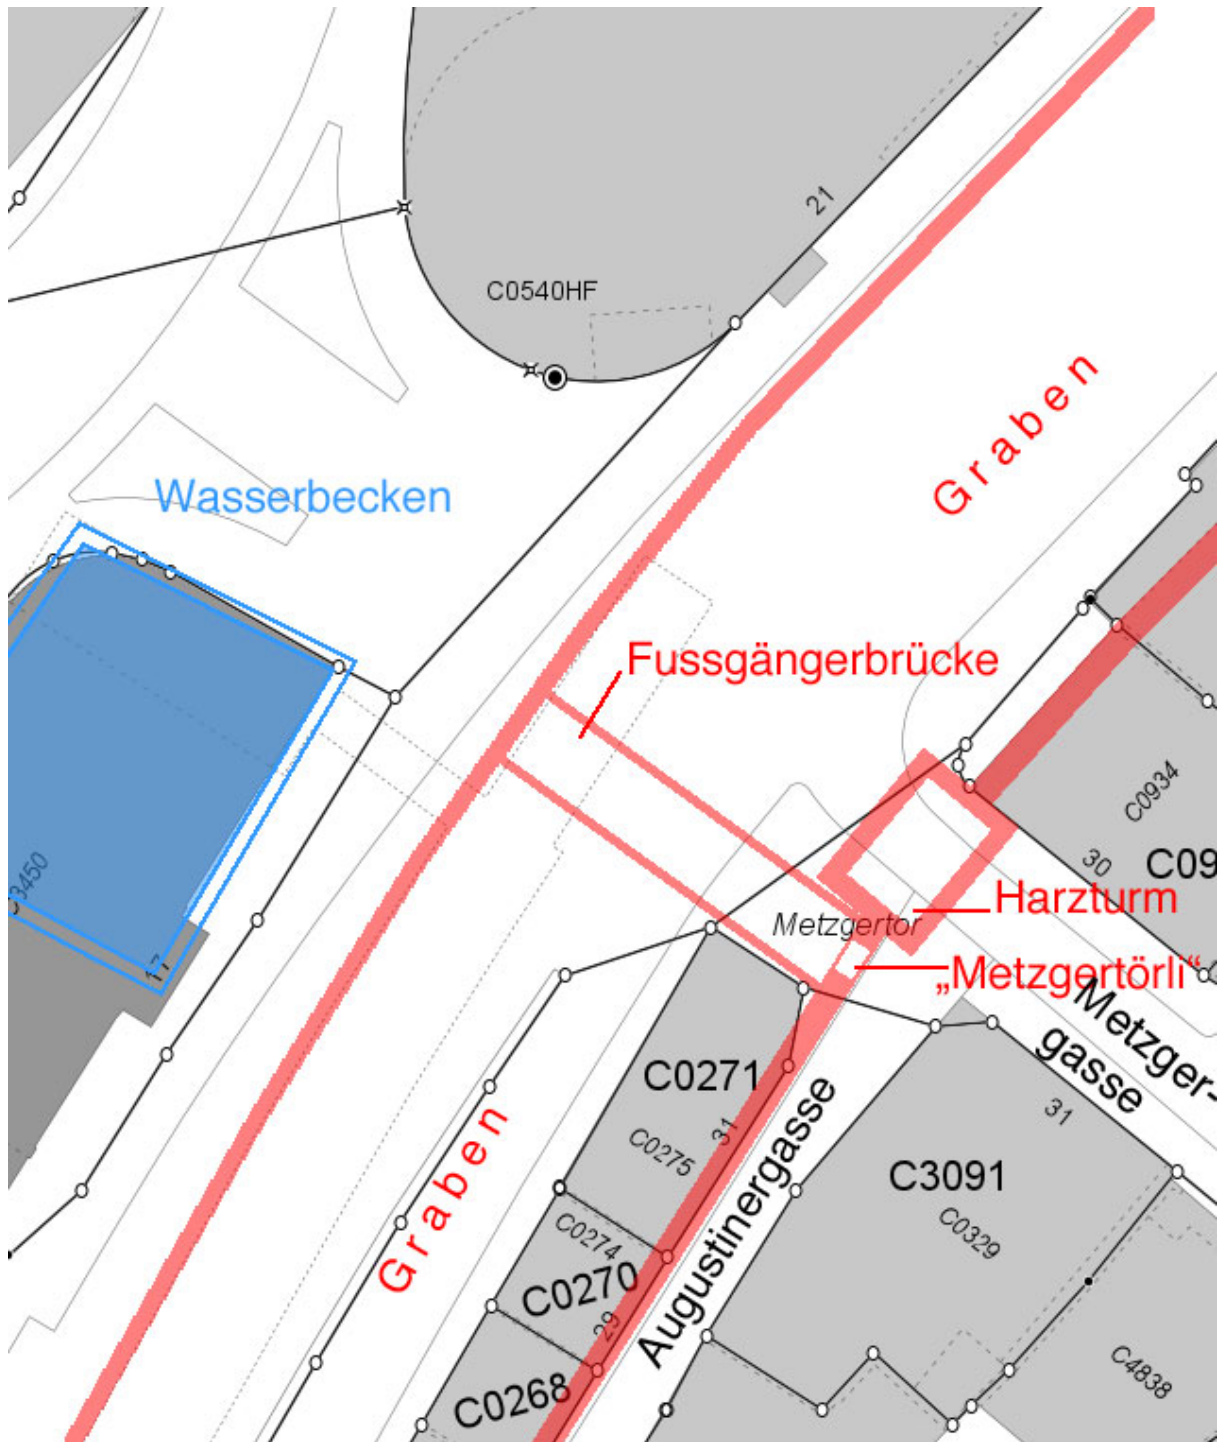 21
C0540HF
Graben
Wasserbecken
Fussgängerbrücke
C0934
30
C09
3450
17
Harzturm
Metzgertor
„Metzgertörli“
Metzger-
gasse
C0271
31
C0275
31
Augustinergasse
C3091
C0329
Graben
C0274
C0270
29
C0268
C4838